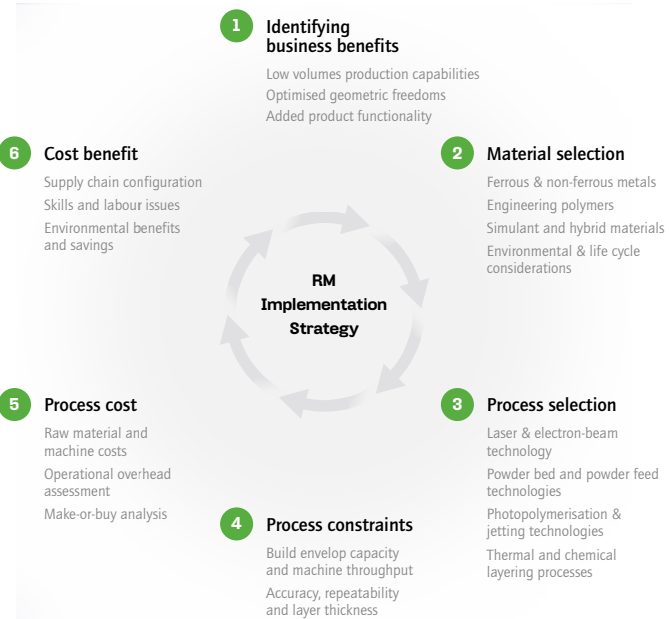 1
Identifying
business benefits
Low volumes production capabilities
Optimised geometric freedoms
Added product functionality
2
Material selection
Ferrous & non-ferrous metals
Engineering polymers
Simulant and hybrid materials
Environmental & life cycle
considerations
3
Process selection
Laser & electron-beam
technology
Powder bed and powder feed
technologies
Photopolymerisation &
jetting technologies
Thermal and chemical
layering processes
4
Process constraints
Build envelop capacity
and machine throughput
Accuracy, repeatability
and layer thickness
5
Process cost
Raw material and
machine costs
Operational overhead
assessment
Make-or-buy analysis
6
Cost benefit
Supply chain configuration
Skills and labour issues
Environmental benefits
and savings
RM
Implementation
Strategy